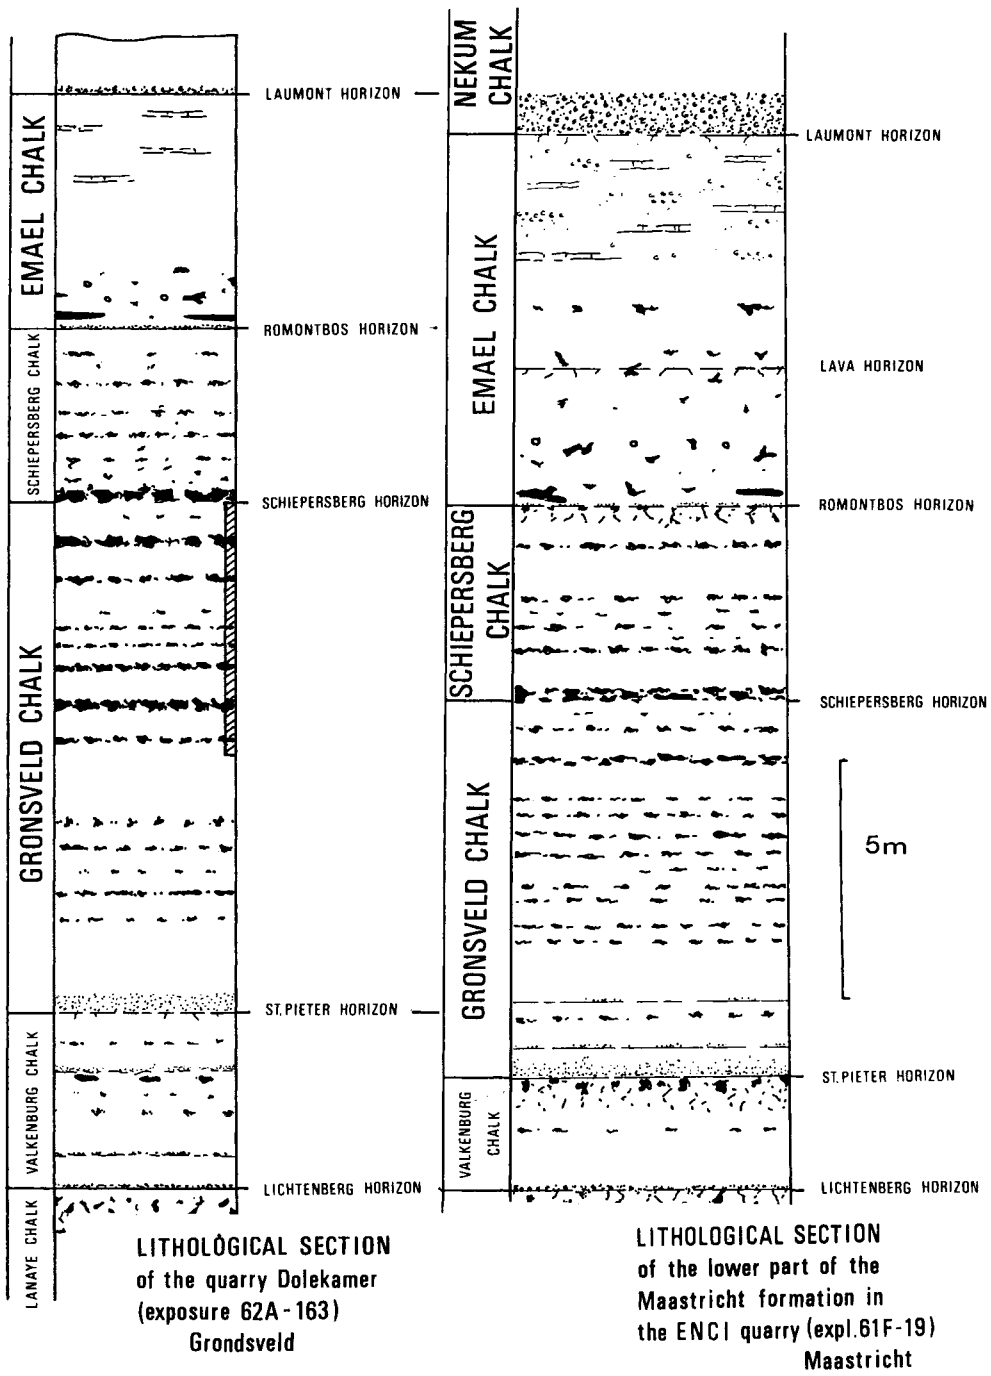 EMAEL CHALK
SCHIEPERSBERG CHALK
GRONSVELD CHALK
VALKENBURG CHALK
LANAYE CHALK
LAUMONT HORIZON
ROMONTBOS HORIZON
SCHIEPERSBERG HORIZON
ST. PIETER HORIZON
LICHTENBERG HORIZON
LITHOLOGICAL SECTION
of the quarry Dolekamer
(exposure 62A-163)
Grondsveld
NEKUM
CHALK
EMAEL CHALK
SCHIEPERSBERG
CHALK
GRONSVELD CHALK
VALKENBURG
CHALK
LAUMONT HORIZON
LAVA HORIZON
ROMONTBOS HORIZON
SCHIEPERSBERG HORIZON
5m
ST. PIETER HORIZON
LICHTENBERG HORIZON
LITHOLOGICAL SECTION
of the lower part of the
Maastricht formation in
the ENCI quarry (expl.61F-19)
Maastricht